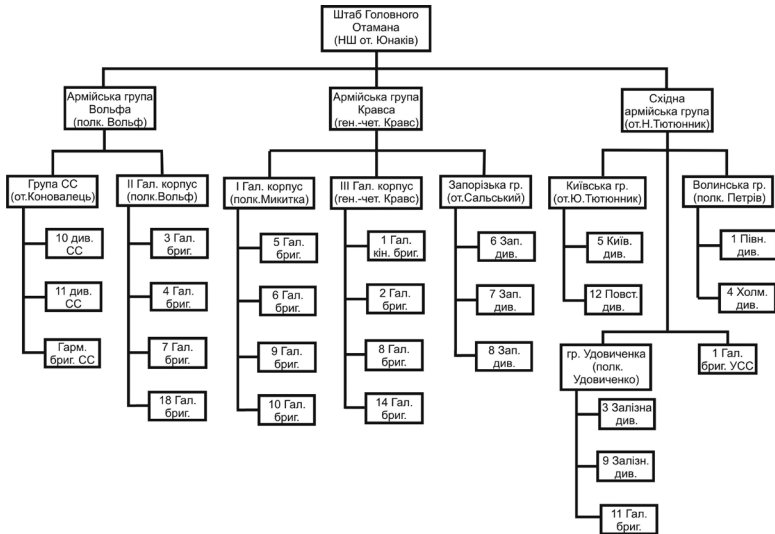 Штаб Головного
Отамана
(НШ от. Юнаків)
Армійська група
Вольфа
(полк. Вольф)
Армійська група
Кравса
(ген.-чет. Кравс)
Східна
армійська група
(от.Н.Тютюнник)
Група СС
(от.Коновалець)
ІІ Гал. корпус
(полк.Вольф)
І Гал. корпус
(полк.Микитка)
ІІІ Гал. корпус
(ген.-чет. Кравс)
Запорізька гр.
(от.Сальський)
Київська гр.
(от.Ю.Тютюнник)
Волинська гр.
(полк. Петрів)
10 див.
СС
11 див.
СС
Гарм.
бриг. СС
3 Гал.
бриг.
4 Гал.
бриг.
7 Гал.
бриг.
18 Гал.
бриг.
5 Гал.
бриг.
6 Гал.
бриг.
9 Гал.
бриг.
10 Гал.
бриг.
1 Гал.
кін. бриг.
2 Гал.
бриг.
8 Гал.
бриг.
14 Гал.
бриг.
6 Зап.
див.
7 Зап.
див.
8 Зап.
див.
5 Київ.
див.
12 Повст.
див.
1 Півн.
див.
4 Холм.
див.
гр. Удовиченка
(полк.
Удовиченко)
1 Гал.
бриг. УСС
3 Залізна
див.
9 Залізн.
див.
11 Гал.
бриг.